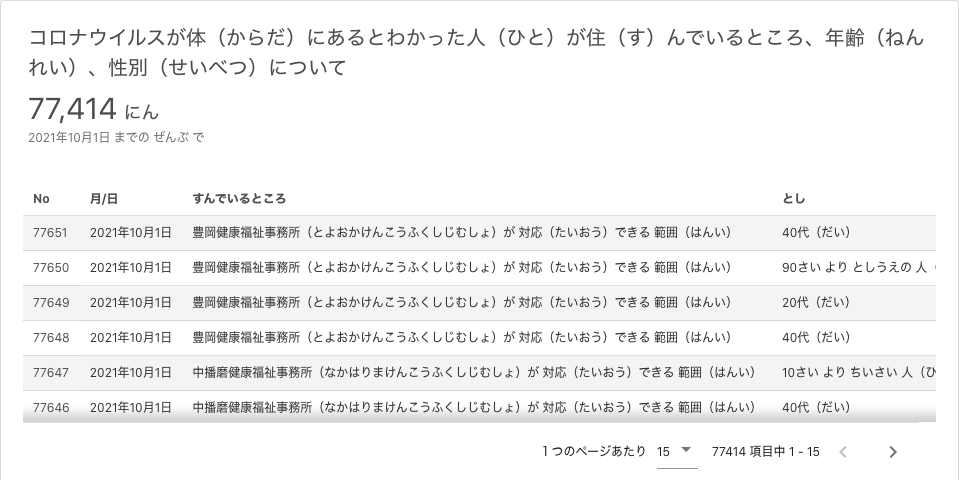 コロナウイルスが体（からだ）にあるとわかった人（ひと）が住（す）んでいるところ、年齢（ねん
れい）、性別（せいべつ）について
77,414 にん
2021年10月1日 までの ぜんぶ で
No 月/日 すんでいるところ とし
77651 2021年10月1日 豊岡健康福祉事務所（とよおかけんこうふくしじむしょ）が 対応（たいおう）できる 範囲（はんい） 40代（だい）
77650 2021年10月1日 豊岡健康福祉事務所（とよおかけんこうふくしじむしょ）が 対応（たいおう）できる 範囲（はんい） 90さい より としうえの 人（
77649 2021年10月1日 豊岡健康福祉事務所（とよおかけんこうふくしじむしょ）が 対応（たいおう）できる 範囲（はんい） 20代（だい）
77648 2021年10月1日 豊岡健康福祉事務所（とよおかけんこうふくしじむしょ）が 対応（たいおう）できる 範囲（はんい） 40代（だい）
77647 2021年10月1日 中播磨健康福祉事務所（なかはりまけんこうふくしじむしょ）が 対応（たいおう）できる 範囲（はんい） 10さい より ちいさい 人（ひ
77646 2021年10月1日 中播磨健康福祉事務所（なかはりまけんこうふくしじむしょ）が 対応（たいおう）できる 範囲（はんい） 40代（だい）
1 つのページあたり 15 77414 項目中 1 - 15